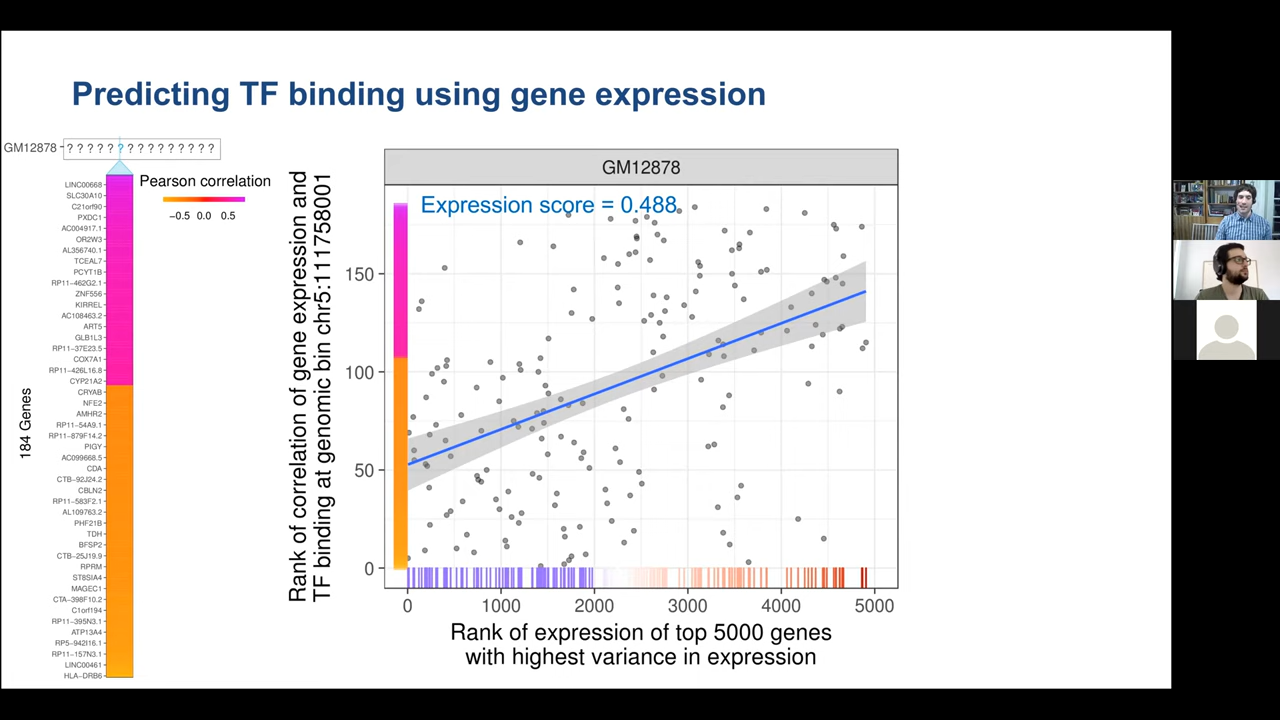 Predicting TF binding using gene expression
GM12878
? ? ? ? ? ? ? ? ? ? ? ? ? ? ?
Pearson correlation
−0.5 0.0 0.5
184 Genes
LINC00668
SLC30A10
C21orf90
PXDC1
AC004917.1
OR2W3
AL356740.1
TCEAL7
PCYT1B
RP11−462G2.1
ZNF556
KIRREL
AC108463.2
ART5
GLB1L3
RP11−37E23.5
COX7A1
RP11−426L16.8
CYP21A2
CRYAB
NFE2
AMHR2
RP11−54A9.1
RP11−879F14.2
PIGY
AC099668.5
CDA
CTB−92J24.2
CBLN2
RP11−583F2.1
AL109763.2
PHF21B
TDH
BFSP2
CTB−25J19.9
RPRM
ST8SIA4
MAGEC1
CTA−398F10.2
C1orf194
RP11−395N3.1
ATP13A4
RP5−942I16.1
RP11−157N3.1
LINC00461
HLA−DRB6
Rank of correlation of gene expression and
TF binding at genomic bin chr5:111758001
GM12878
Expression score = 0.488
150
100
50
0
0 1000 2000 3000 4000 5000
Rank of expression of top 5000 genes
with highest variance in expression